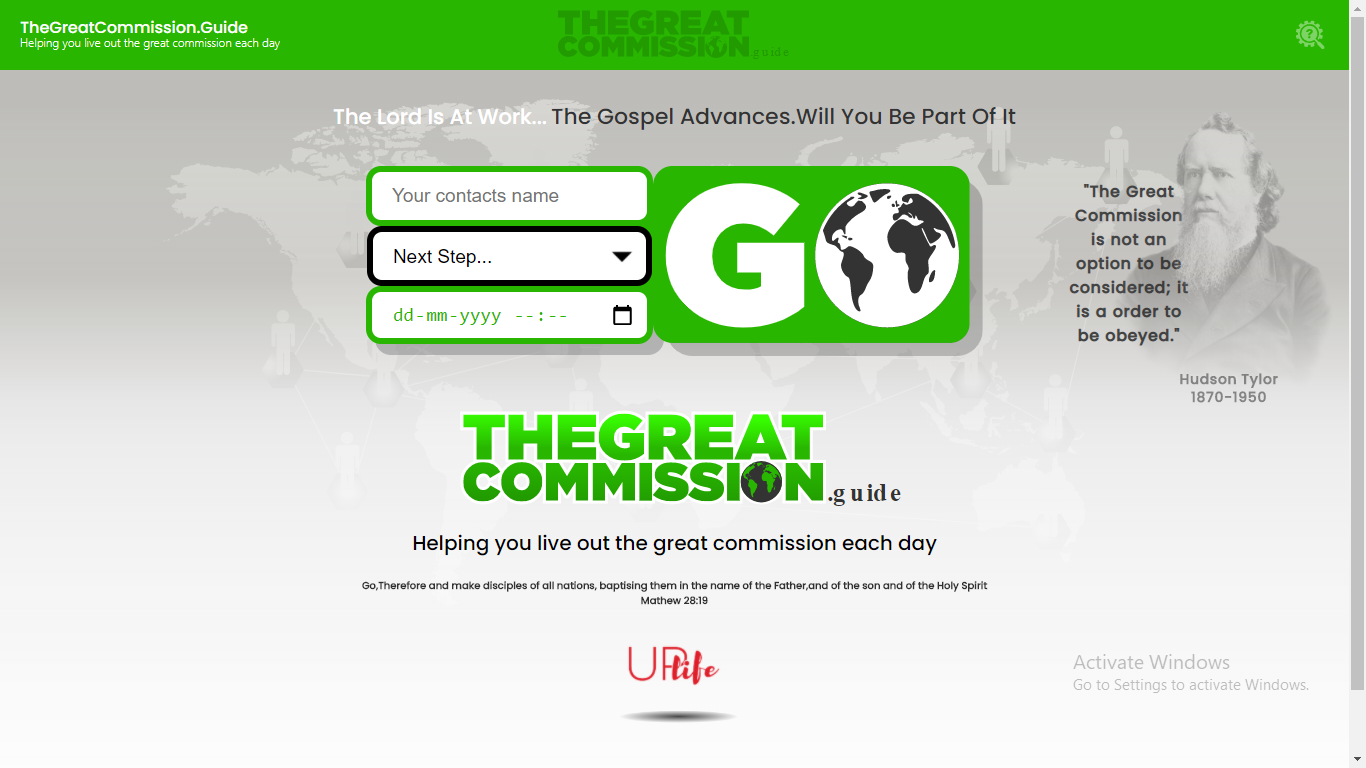 TheGreatCommission.Guide
Helping you live out the great commission each day
THEGREAT
COMMISSION.guide
The Lord Is At Work... The Gospel Advances.Will You Be Part Of It
Your contacts name
Next Step...
dd-mm-yyyy --:--
GO
"The Great
Commission
is not an
option to be
considered; it
is a order to
be obeyed."
Hudson Tylor
1870-1950
THEGREAT
COMMISSION.guide
Helping you live out the great commission each day
Go,Therefore and make disciples of all nations, baptising them in the name of the Father,and of the son and of the Holy Spirit
Mathew 28:19
UPlife
Activate Windows
Go to Settings to activate Windows.